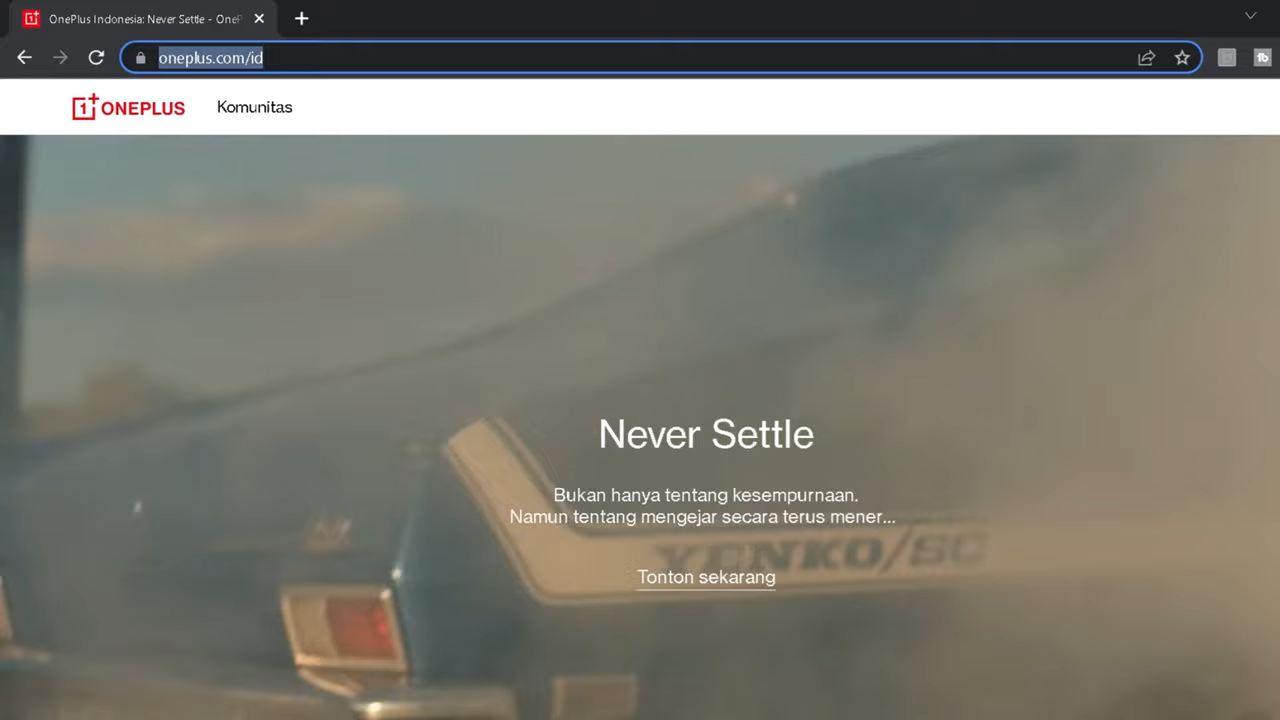 OnePlus Indonesia: Never Settle - OneP
oneplus.com/id
ONEPLUS
Komunitas
Never Settle
Bukan hanya tentang kesempurnaan.
Namun tentang mengejar secara terus mener...
YENKO/SC
Tonton sekarang